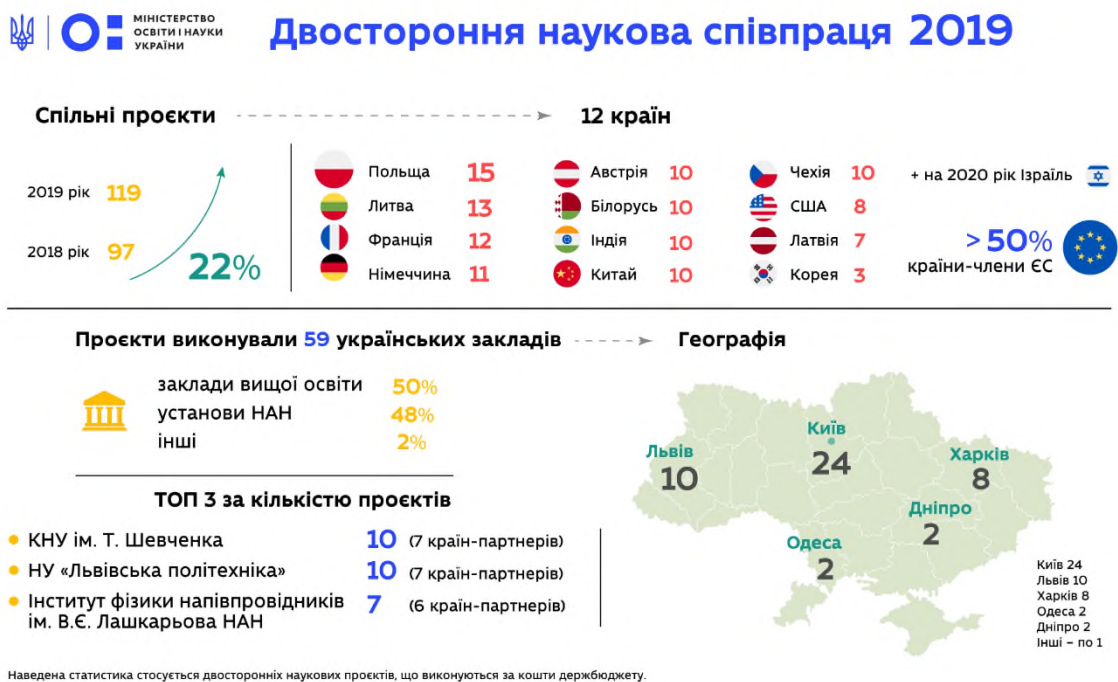 МІНІСТЕРСТВО
ОСВІТИ І НАУКИ
УКРАЇНИ
Двостороння наукова співпраця 2019
Спільні проєкти
12 країн
2019 рік 119
2018 рік 97
22%
Польща 15
Литва 13
Франція 12
Німеччина 11
Австрія 10
Білорусь 10
Індія 10
Китай 10
Чехія 10
США 8
Латвія 7
Корея 3
+ на 2020 рік Ізраїль
> 50%
країни-члени ЄС
Проєкти виконували 59 українських закладів
Географія
заклади вищої освіти 50%
установи НАН 48%
інші 2%
ТОП 3 за кількістю проєктів
КНУ ім. Т. Шевченка 10 (7 країн-партнерів)
НУ «Львівська політехніка» 10 (7 країн-партнерів)
Інститут фізики напівпровідників 7 (6 країн-партнерів)
ім. В.Є. Лашкарьова НАН
Київ
24
Львів
10
Харків
8
Дніпро
2
Одеса
2
Київ 24
Львів 10
Харків 8
Одеса 2
Дніпро 2
Інші – по 1
Наведена статистика стосується двосторонніх наукових проєктів, що виконуються за кошти держбюджету.